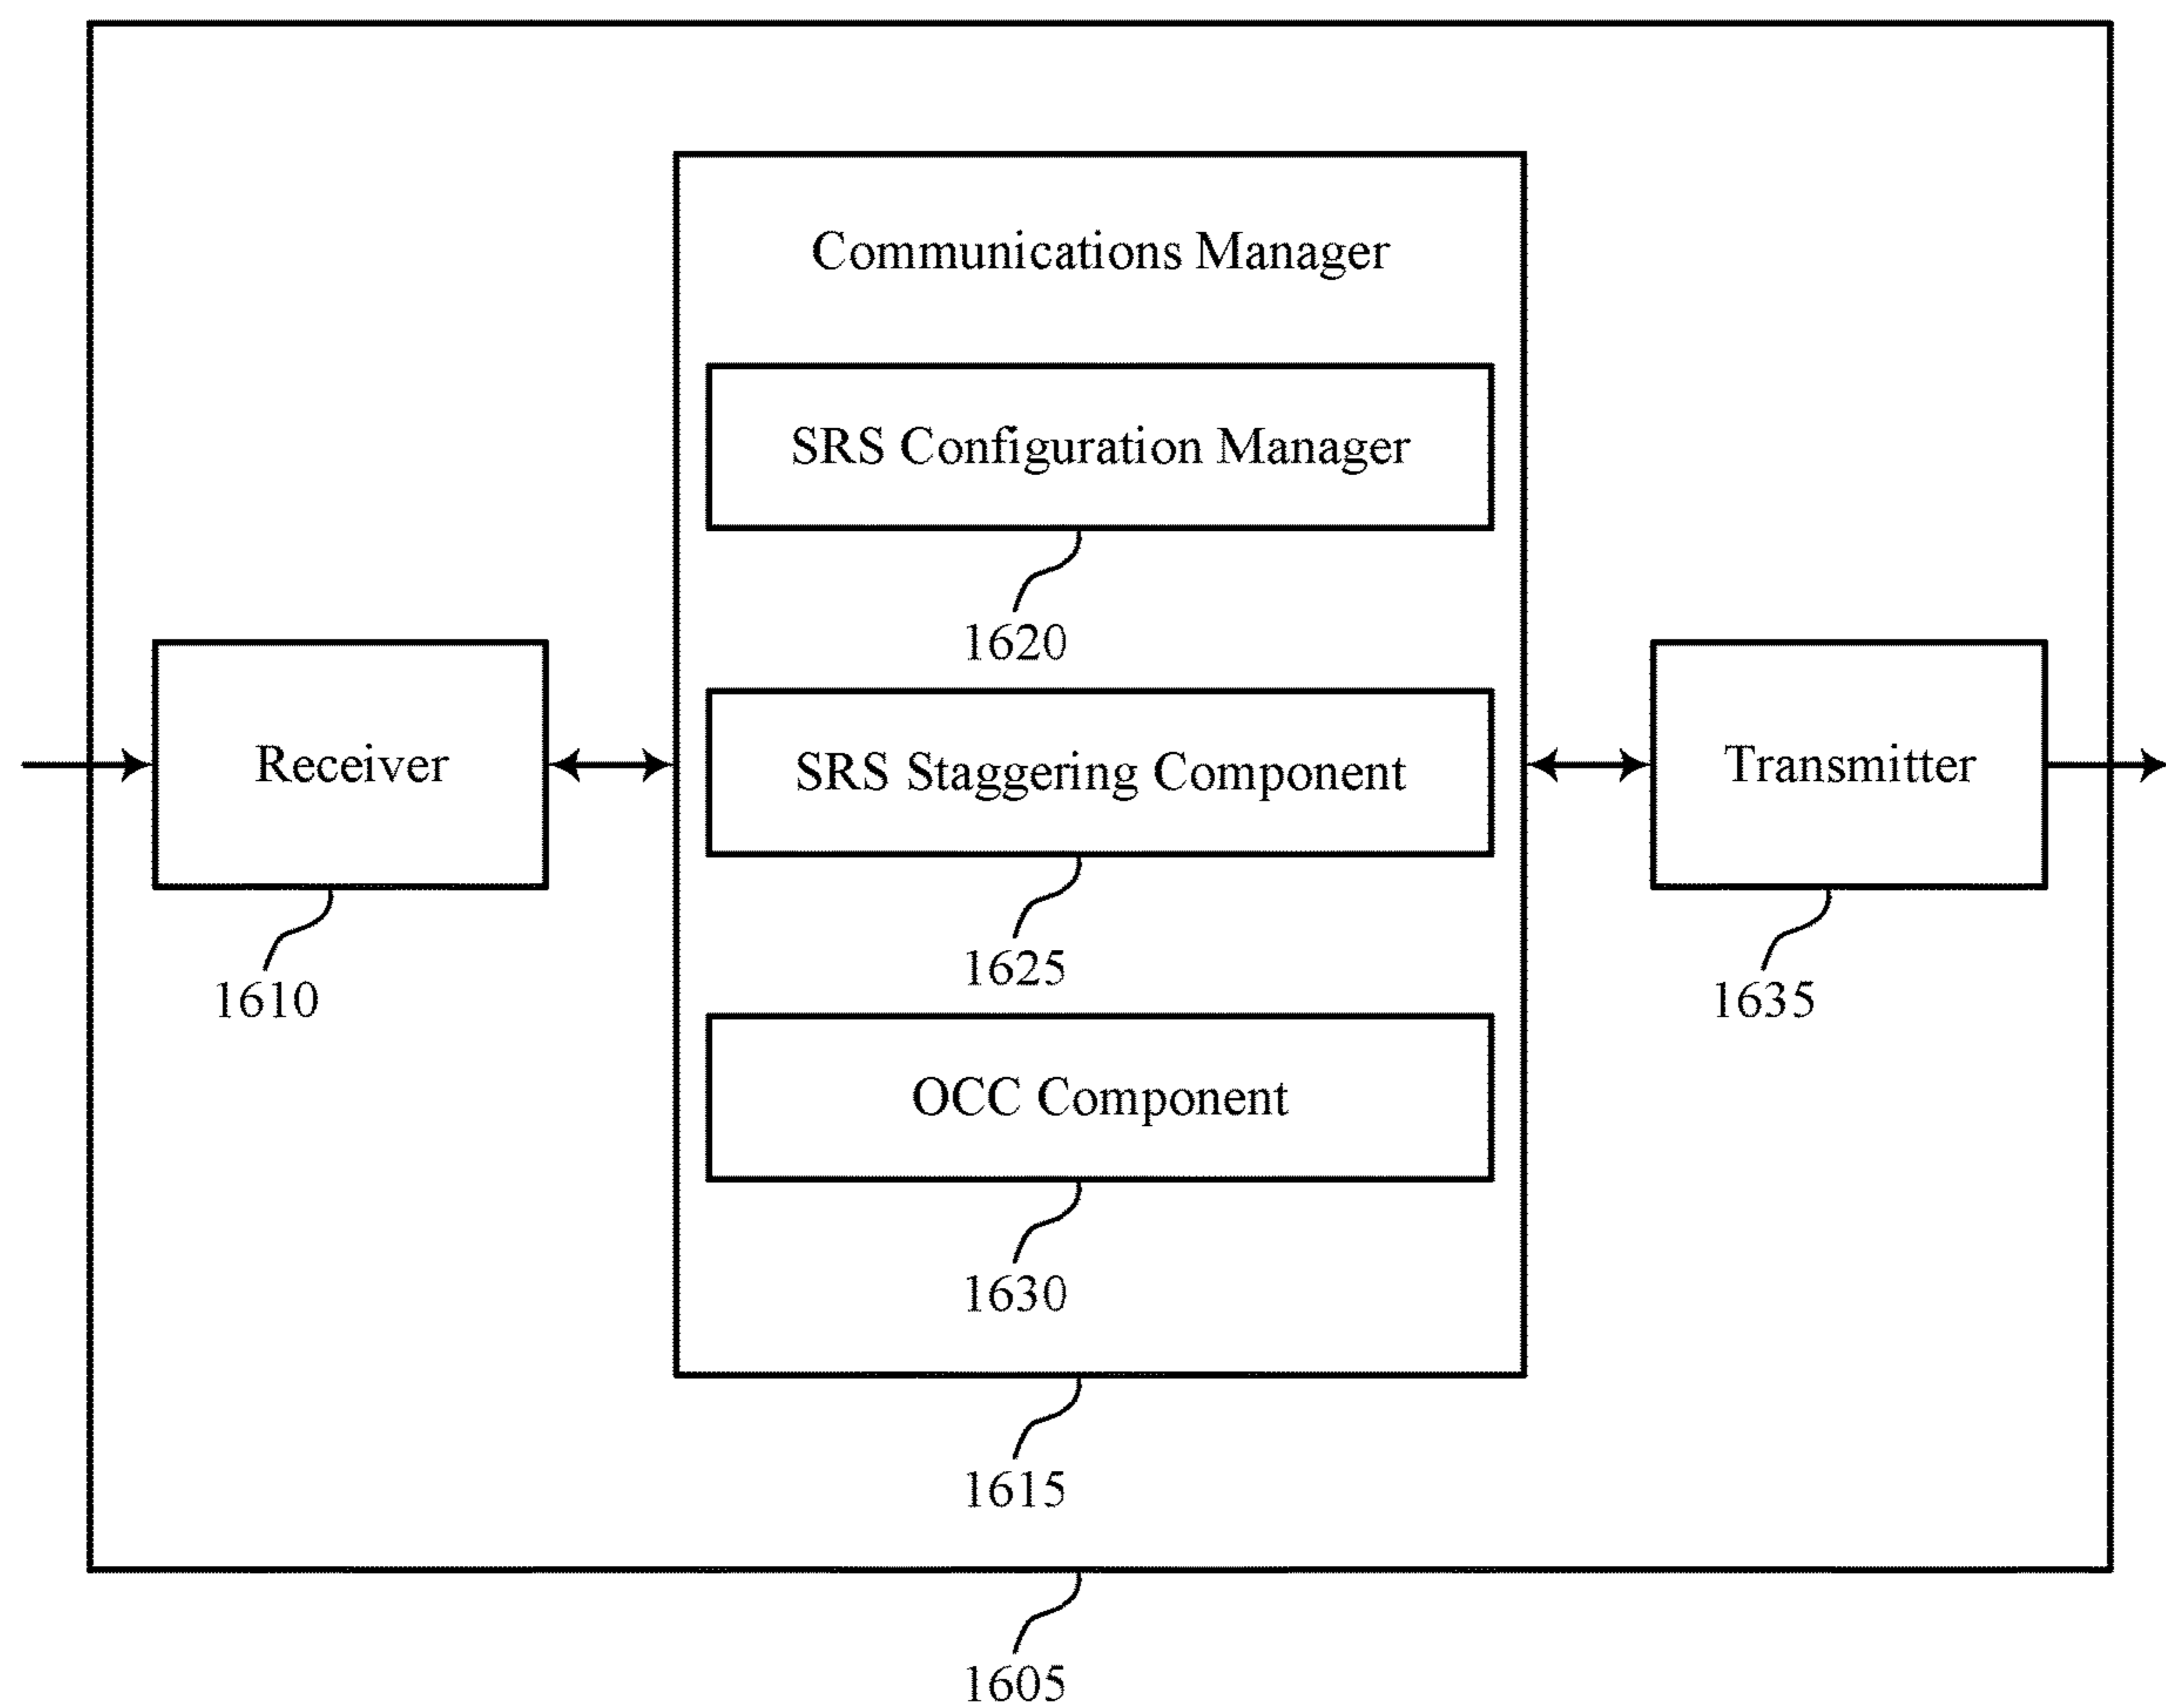 Communications Manager
SRS Configuration Manager
1620
Receiver
SRS Staggering Component
Transmitter
1610
1625
1635
OCC Component
1630
1615
1605